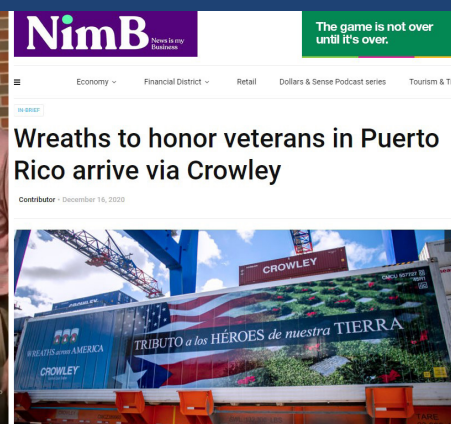 NimB
News is my
Business
The game is not over
until it's over.
Economy
Financial District
Retail
Dollars & Sense Podcast series
Tourism & T
IN-BRIEF
Wreaths to honor veterans in Puerto
Rico arrive via Crowley
Contributor - December 16, 2020
CROWLEY
WREATHS across AMERICA
CROWLEY
TRIBUTO a los HÉROES de nuestra TIERRA